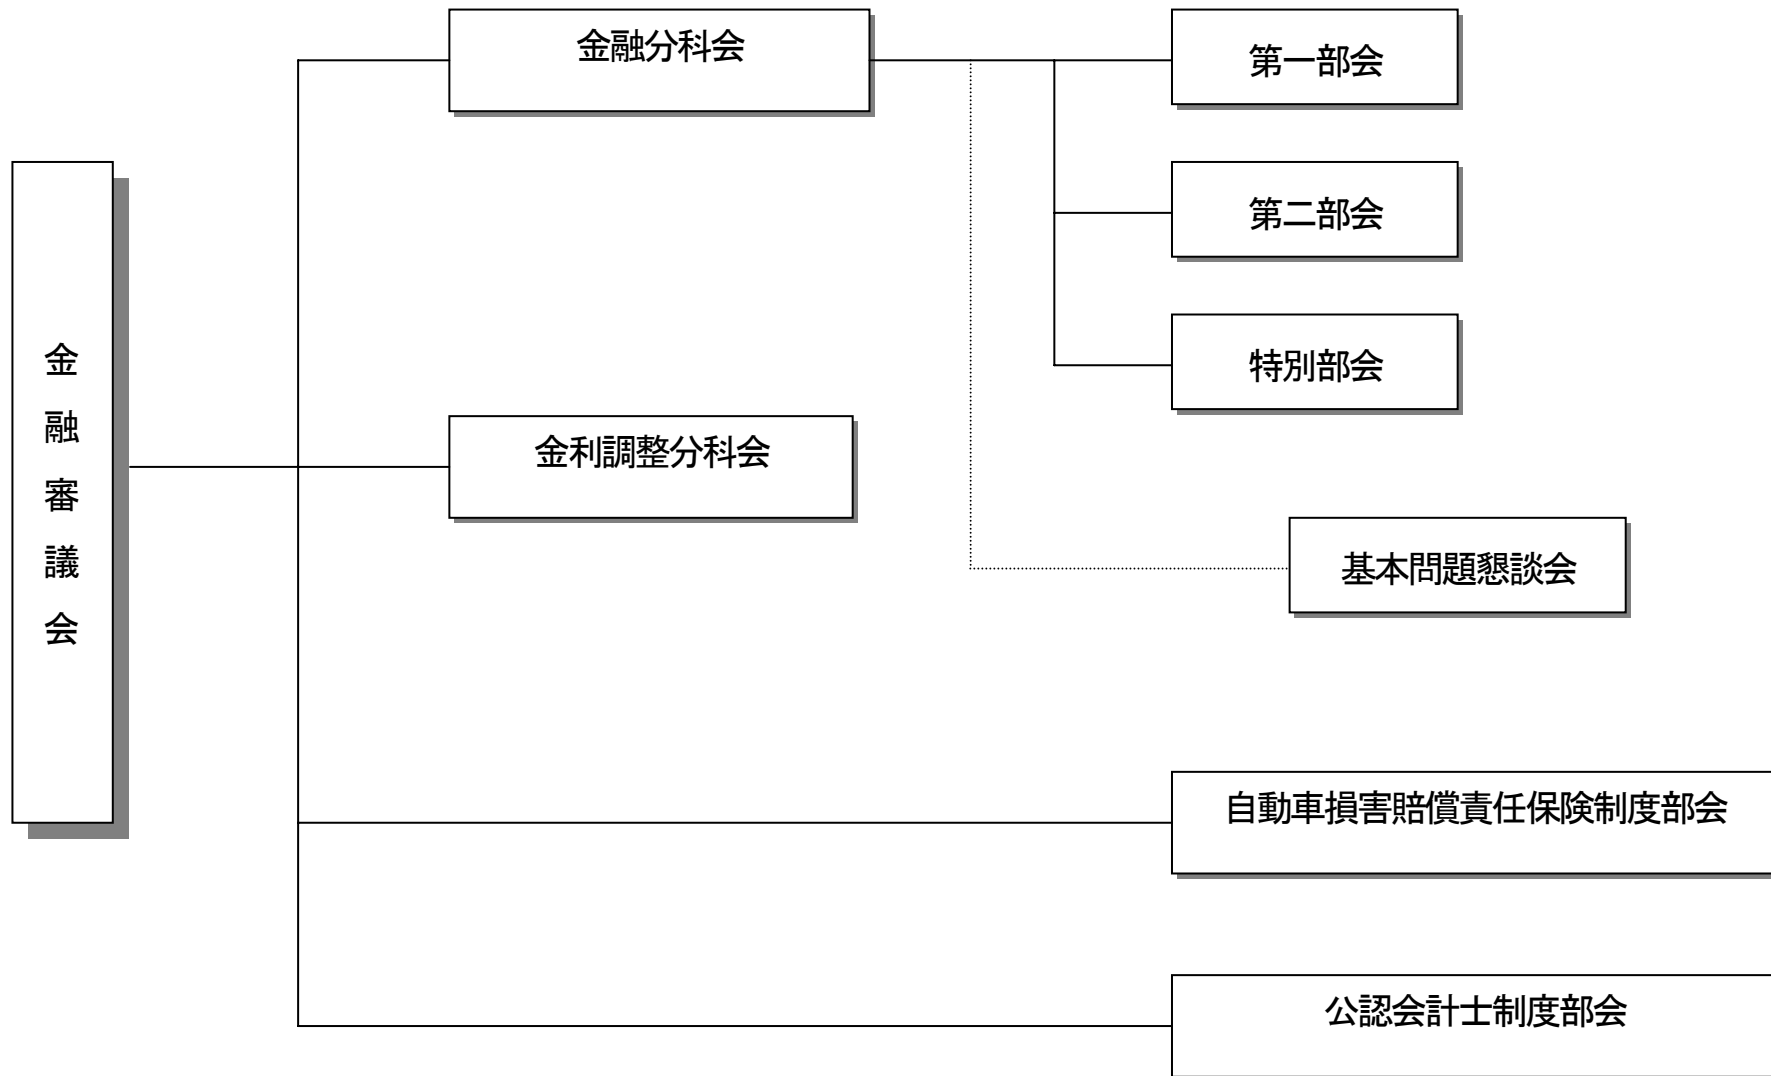 金融審議会
金融分科会
第一部会
第二部会
特別部会
金利調整分科会
基本問題懇談会
自動車損害賠償責任保険制度部会
公認会計士制度部会